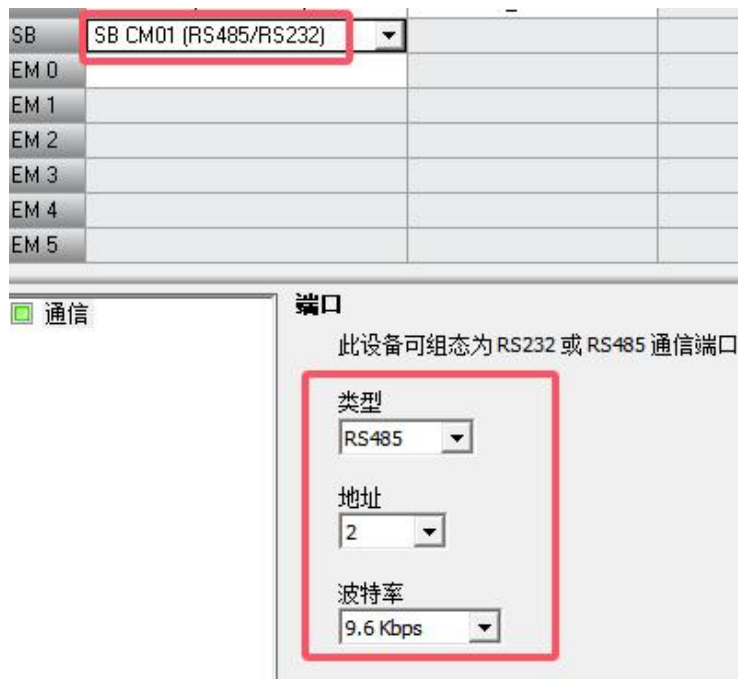 SB SB CM01 (RS485/RS232)
EM 0
EM 1
EM 2
EM 3
EM 4
EM 5
通信
端口
此设备可组态为 RS232 或 RS485 通信端口
类型
RS485
地址
2
波特率
9.6 Kbps